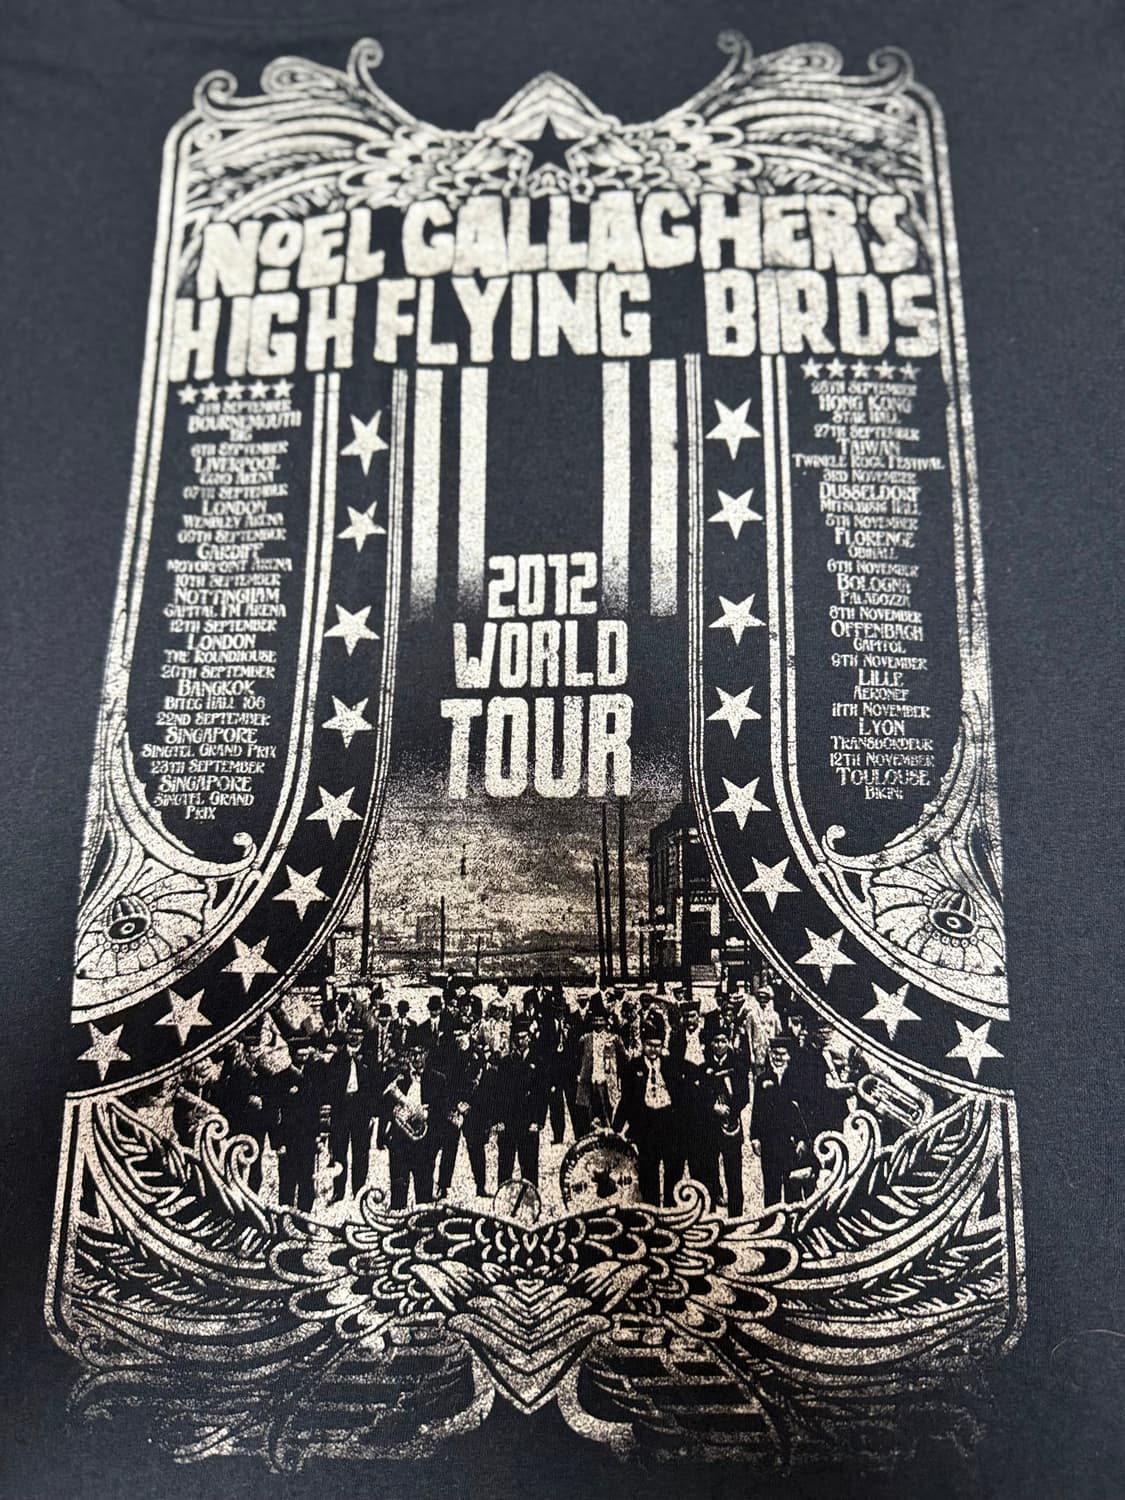 NOEL GALLAGHER'S
HIGH FLYING BIRDS
4TH SEPTEMBER
BOURNEMOUTH
BIC
6TH SEPTEMBER
LIVERPOOL
ECHO ARENA
07TH SEPTEMBER
LONDON
WEMBLEY ARENA
09TH SEPTEMBER
CARDIFF
MOTORPOINT ARENA
10TH SEPTEMBER
NOTTINGHAM
CAPITAL FM ARENA
12TH SEPTEMBER
LONDON
THE ROUNDHOUSE
20TH SEPTEMBER
BANGKOK
BITEC HALL 106
22ND SEPTEMBER
SINGAPORE
SINGTEL GRAND PRIX
23TH SEPTEMBER
SINGAPORE
SINGTEL GRAND
PRIX
2012
WORLD
TOUR
SEPTEMBER
HONG KONG
STAR HALL
27TH SEPTEMBER
TAIWAN
TWINKLE ROCK FESTIVAL
3RD NOVEMBER
DUSSELDORF
MITSUBISHI HALL
5TH NOVEMBER
FLORENCE
OBIHALL
6TH NOVEMBER
BOLOGNA
PALADOZZA
8TH NOVEMBER
OFFENBACH
CAPITOL
9TH NOVEMBER
LILLE
AERONEF
11TH NOVEMBER
LYON
TRANSBORDEUR
12TH NOVEMBER
TOULOUSE
BIKINI